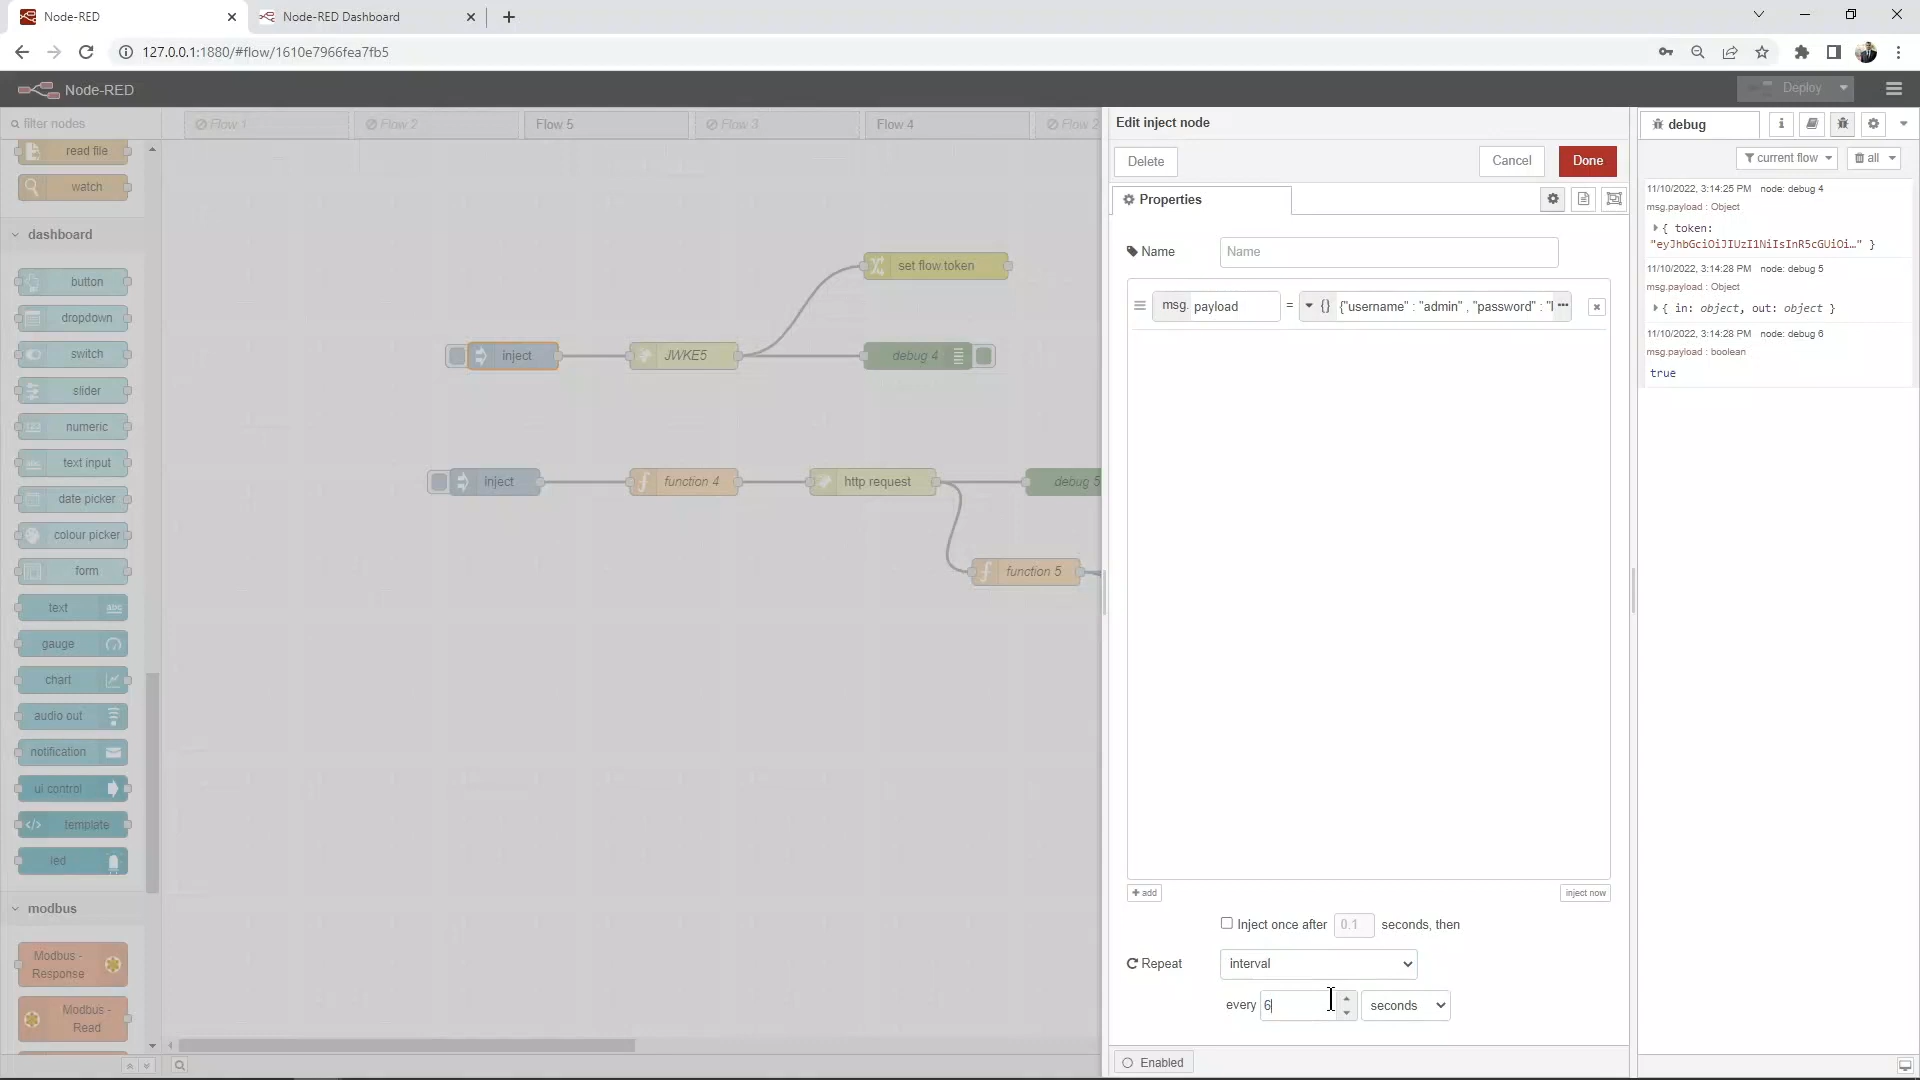 Node-RED
Node-RED Dashboard
127.0.0.1:1880/#flow/1610e7966fea7fb5
Node-RED
Deploy
filter nodes
Flow 1
Flow 2
Flow 5
Flow 3
Flow 4
Flow 2
read file
watch
dashboard
button
dropdown
switch
slider
numeric
text input
date picker
colour picker
form
text
gauge
chart
audio out
notification
ui control
template
led
modbus
Modbus -
Response
Modbus -
Read
set flow.token
inject
JWKE5
debug 4
inject
function 4
http request
debug 5
function 5
Edit inject node
Delete
Cancel
Done
Properties
Name
Name
msg. payload = {} {"username" : "admin" , "password" : "
+ add
inject now
Inject once after 0.1 seconds, then
Repeat
interval
every 6 seconds
Enabled
debug
current flow
all
11/10/2022, 3:14:25 PM node: debug 4
msg.payload : Object
{ token:
"eyJhbGciOiJIUzI1NiIsInR5cGUiOi…" }
11/10/2022, 3:14:28 PM node: debug 5
msg.payload : Object
{ in: object, out: object }
11/10/2022, 3:14:28 PM node: debug 6
msg.payload : boolean
true